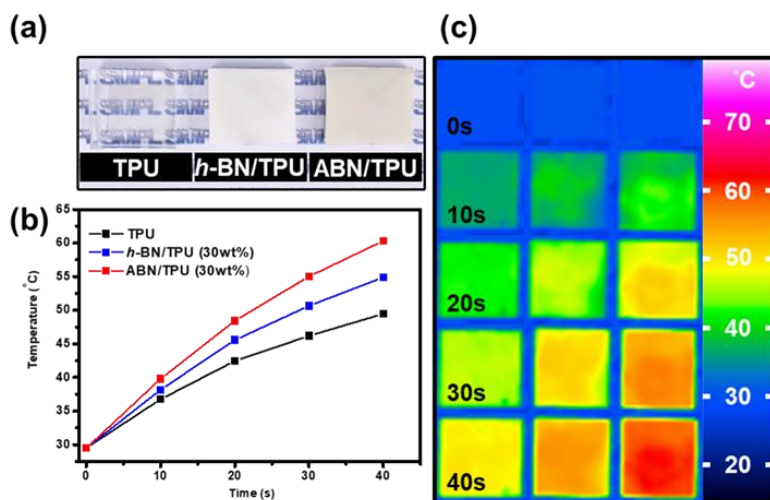 (a)
TPU
h-BN/TPU
ABN/TPU
(b)
Temperature (°C)
65
60
55
50
45
40
35
30
TPU
h-BN/TPU (30wt%)
ABN/TPU (30wt%)
0
10
20
30
40
Time (s)
(c)
0s
10s
20s
30s
40s
°C
70
60
50
40
30
20